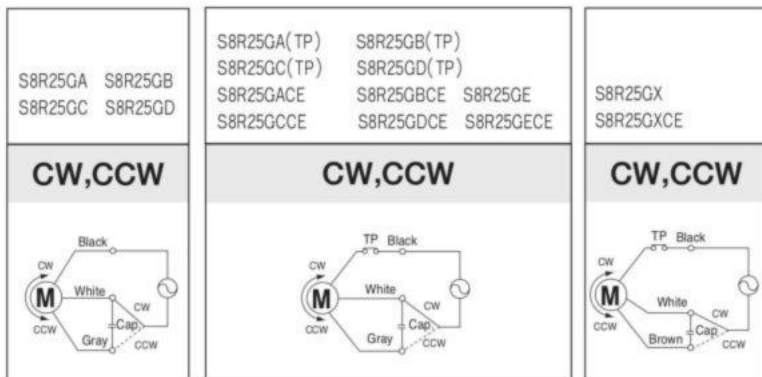 S8R25GA S8R25GB
S8R25GC S8R25GD
CW,CCW
Black
CW
White
M
CW
Cap
CCW
Gray
CCW
S8R25GA(TP) S8R25GB(TP)
S8R25GC(TP) S8R25GD(TP)
S8R25GACE S8R25GBCE S8R25GE
S8R25GCCE S8R25GDCE S8R25GECE
CW,CCW
TP Black
CW
White
M
CW
Cap
CCW
Gray
CCW
S8R25GX
S8R25GXCE
CW,CCW
TP Black
CW
M
White
CW
CCW
Cap
Brown
CCW